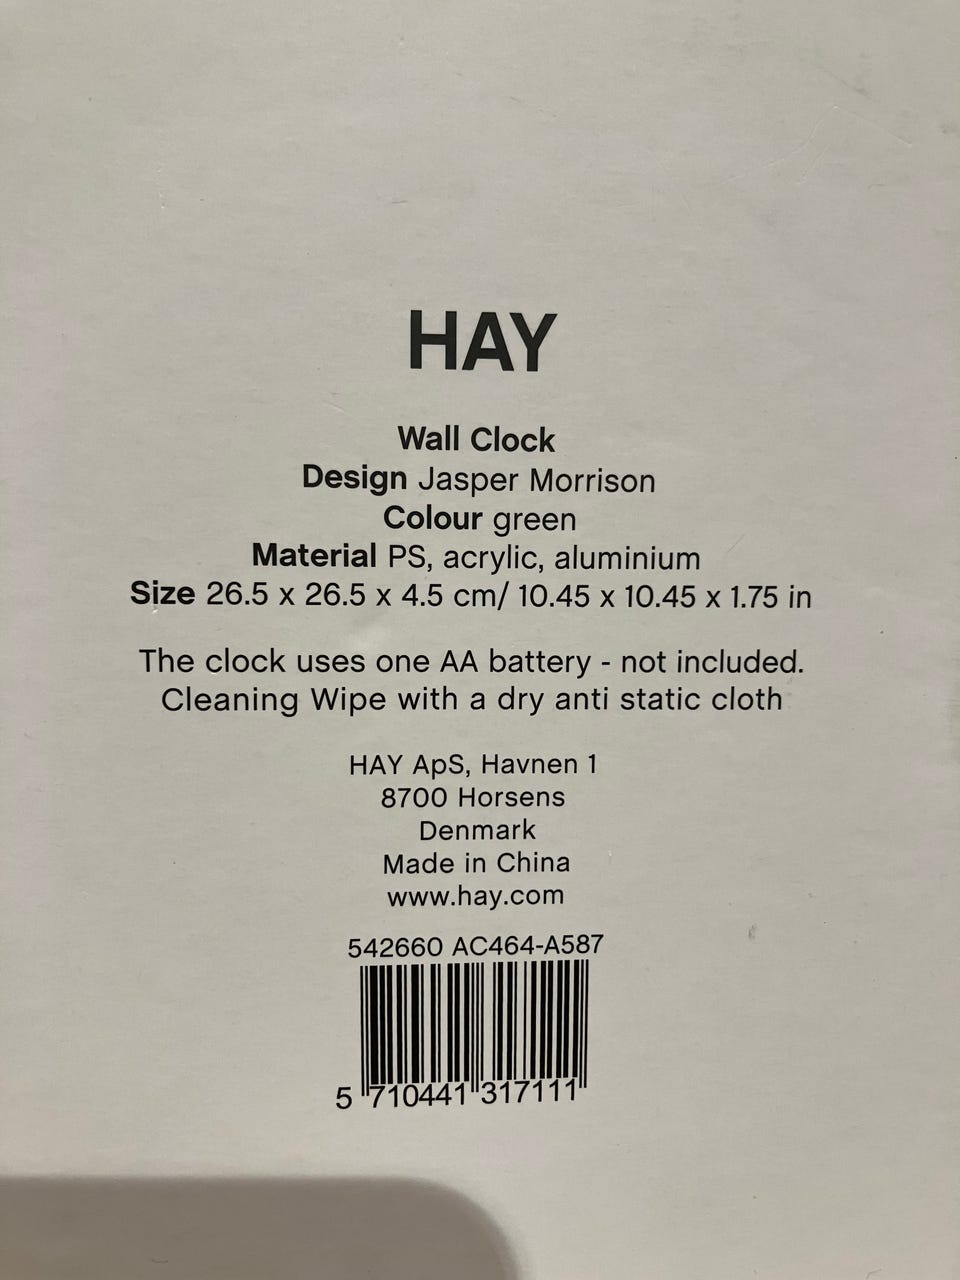 HAY
Wall Clock
Design Jasper Morrison
Colour green
Material PS, acrylic, aluminium
Size 26.5 x 26.5 x 4.5 cm/ 10.45 x 10.45 x 1.75 in
The clock uses one AA battery - not included.
Cleaning Wipe with a dry anti static cloth
HAY ApS, Havnen 1
8700 Horsens
Denmark
Made in China
www.hay.com
542660 AC464-A587
5 710441 317111